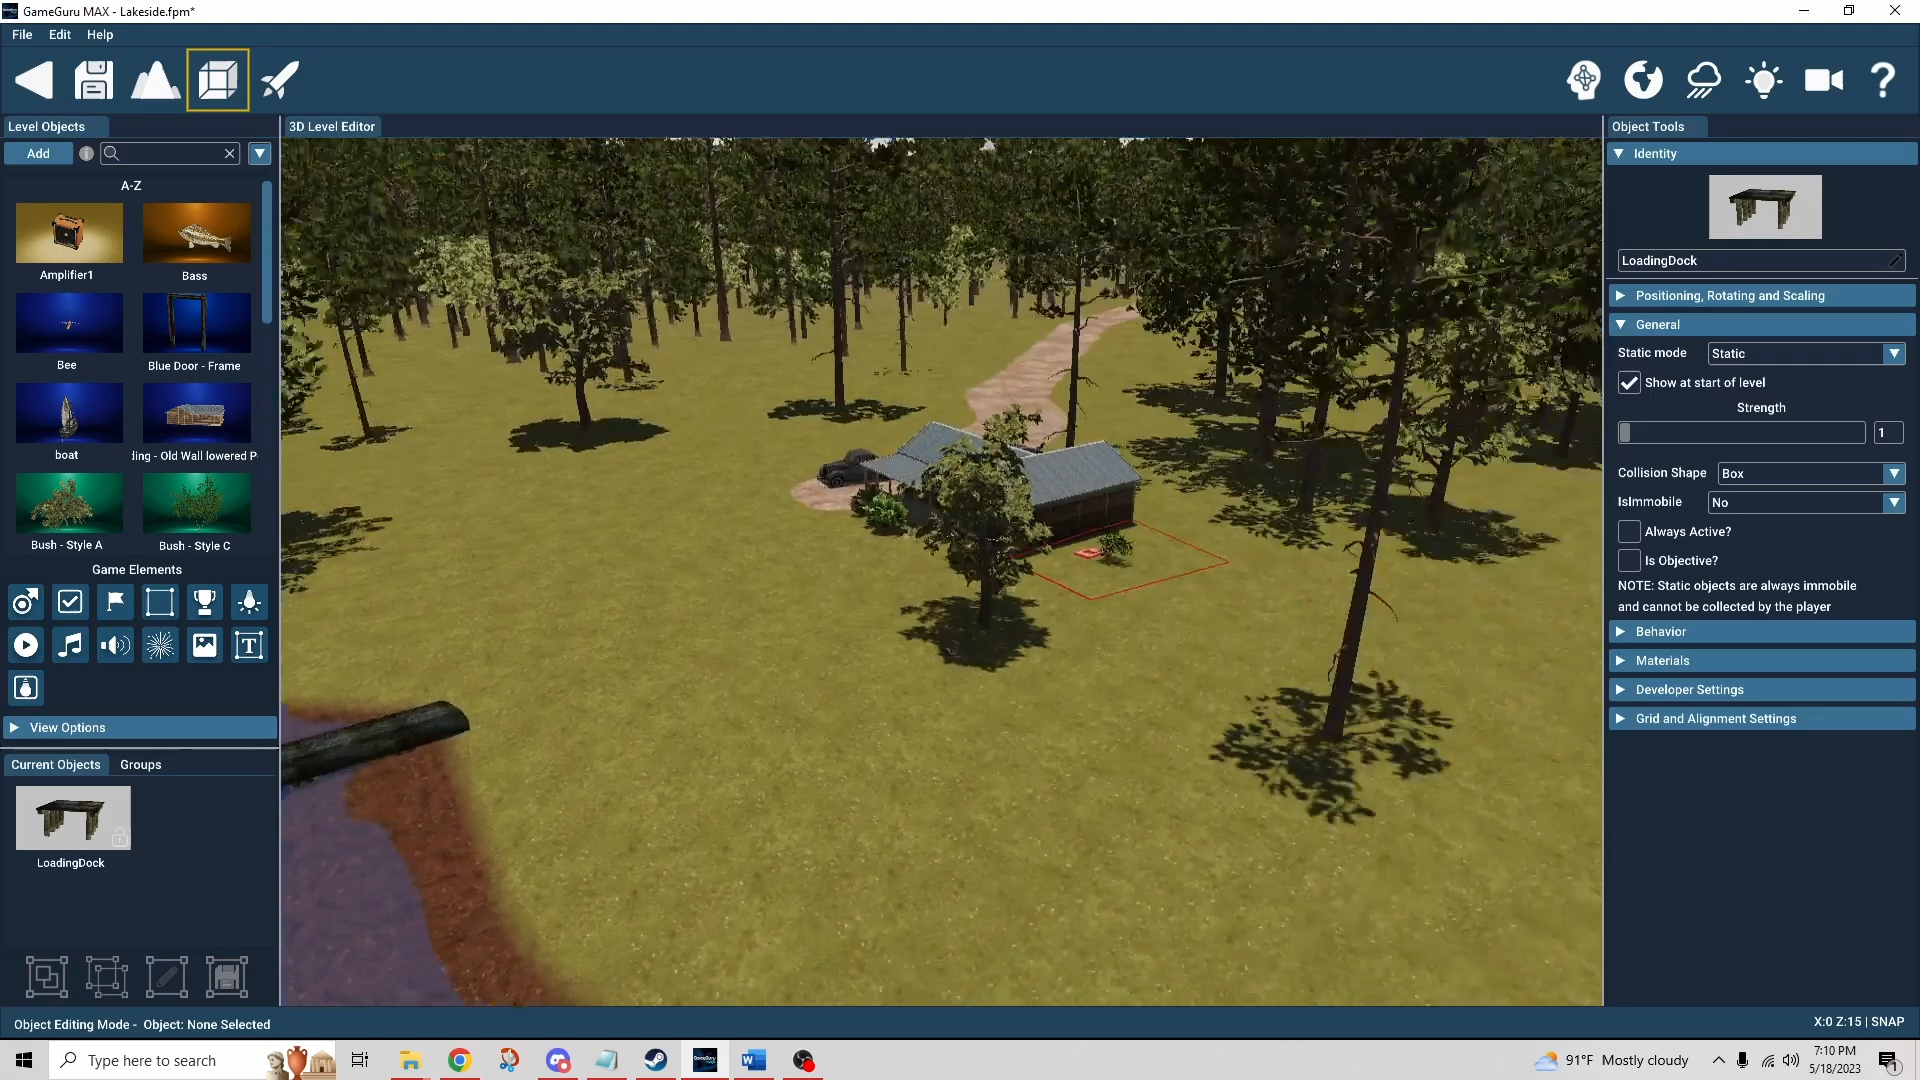 GameGuru MAX - Lakeside.fpm*
File Edit Help
Level Objects
3D Level Editor
Object Tools
Add
A-Z
Amplifier1
Bass
Bee
Blue Door - Frame
boat
ding - Old Wall lowered P
Bush - Style A
Bush - Style C
Game Elements
View Options
Current Objects
Groups
LoadingDock
Identity
LoadingDock
Positioning, Rotating and Scaling
General
Static mode
Static
Show at start of level
Strength
1
Collision Shape
Box
IsImmobile
No
Always Active?
Is Objective?
NOTE: Static objects are always immobile
and cannot be collected by the player
Behavior
Materials
Developer Settings
Grid and Alignment Settings
Object Editing Mode - Object: None Selected
X:0 Z:15 | SNAP
Type here to search
91°F Mostly cloudy
7:10 PM
5/18/2023
1